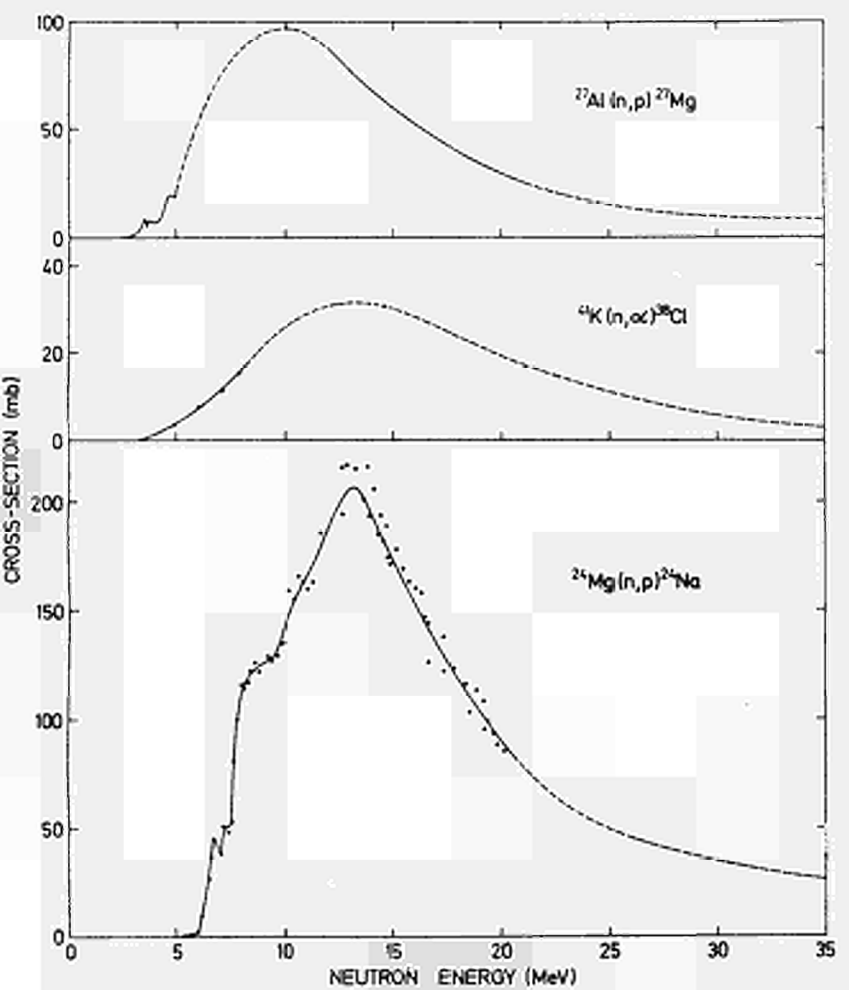 100
50
0
²⁷Al (n,p) ²⁷Mg
40
20
0
⁴¹K (n,α) ³⁸Cl
CROSS-SECTION (mb)
200
150
100
50
0
²⁴Mg (n,p) ²⁴Na
0 5 10 15 20 25 30 35
NEUTRON ENERGY (MeV)